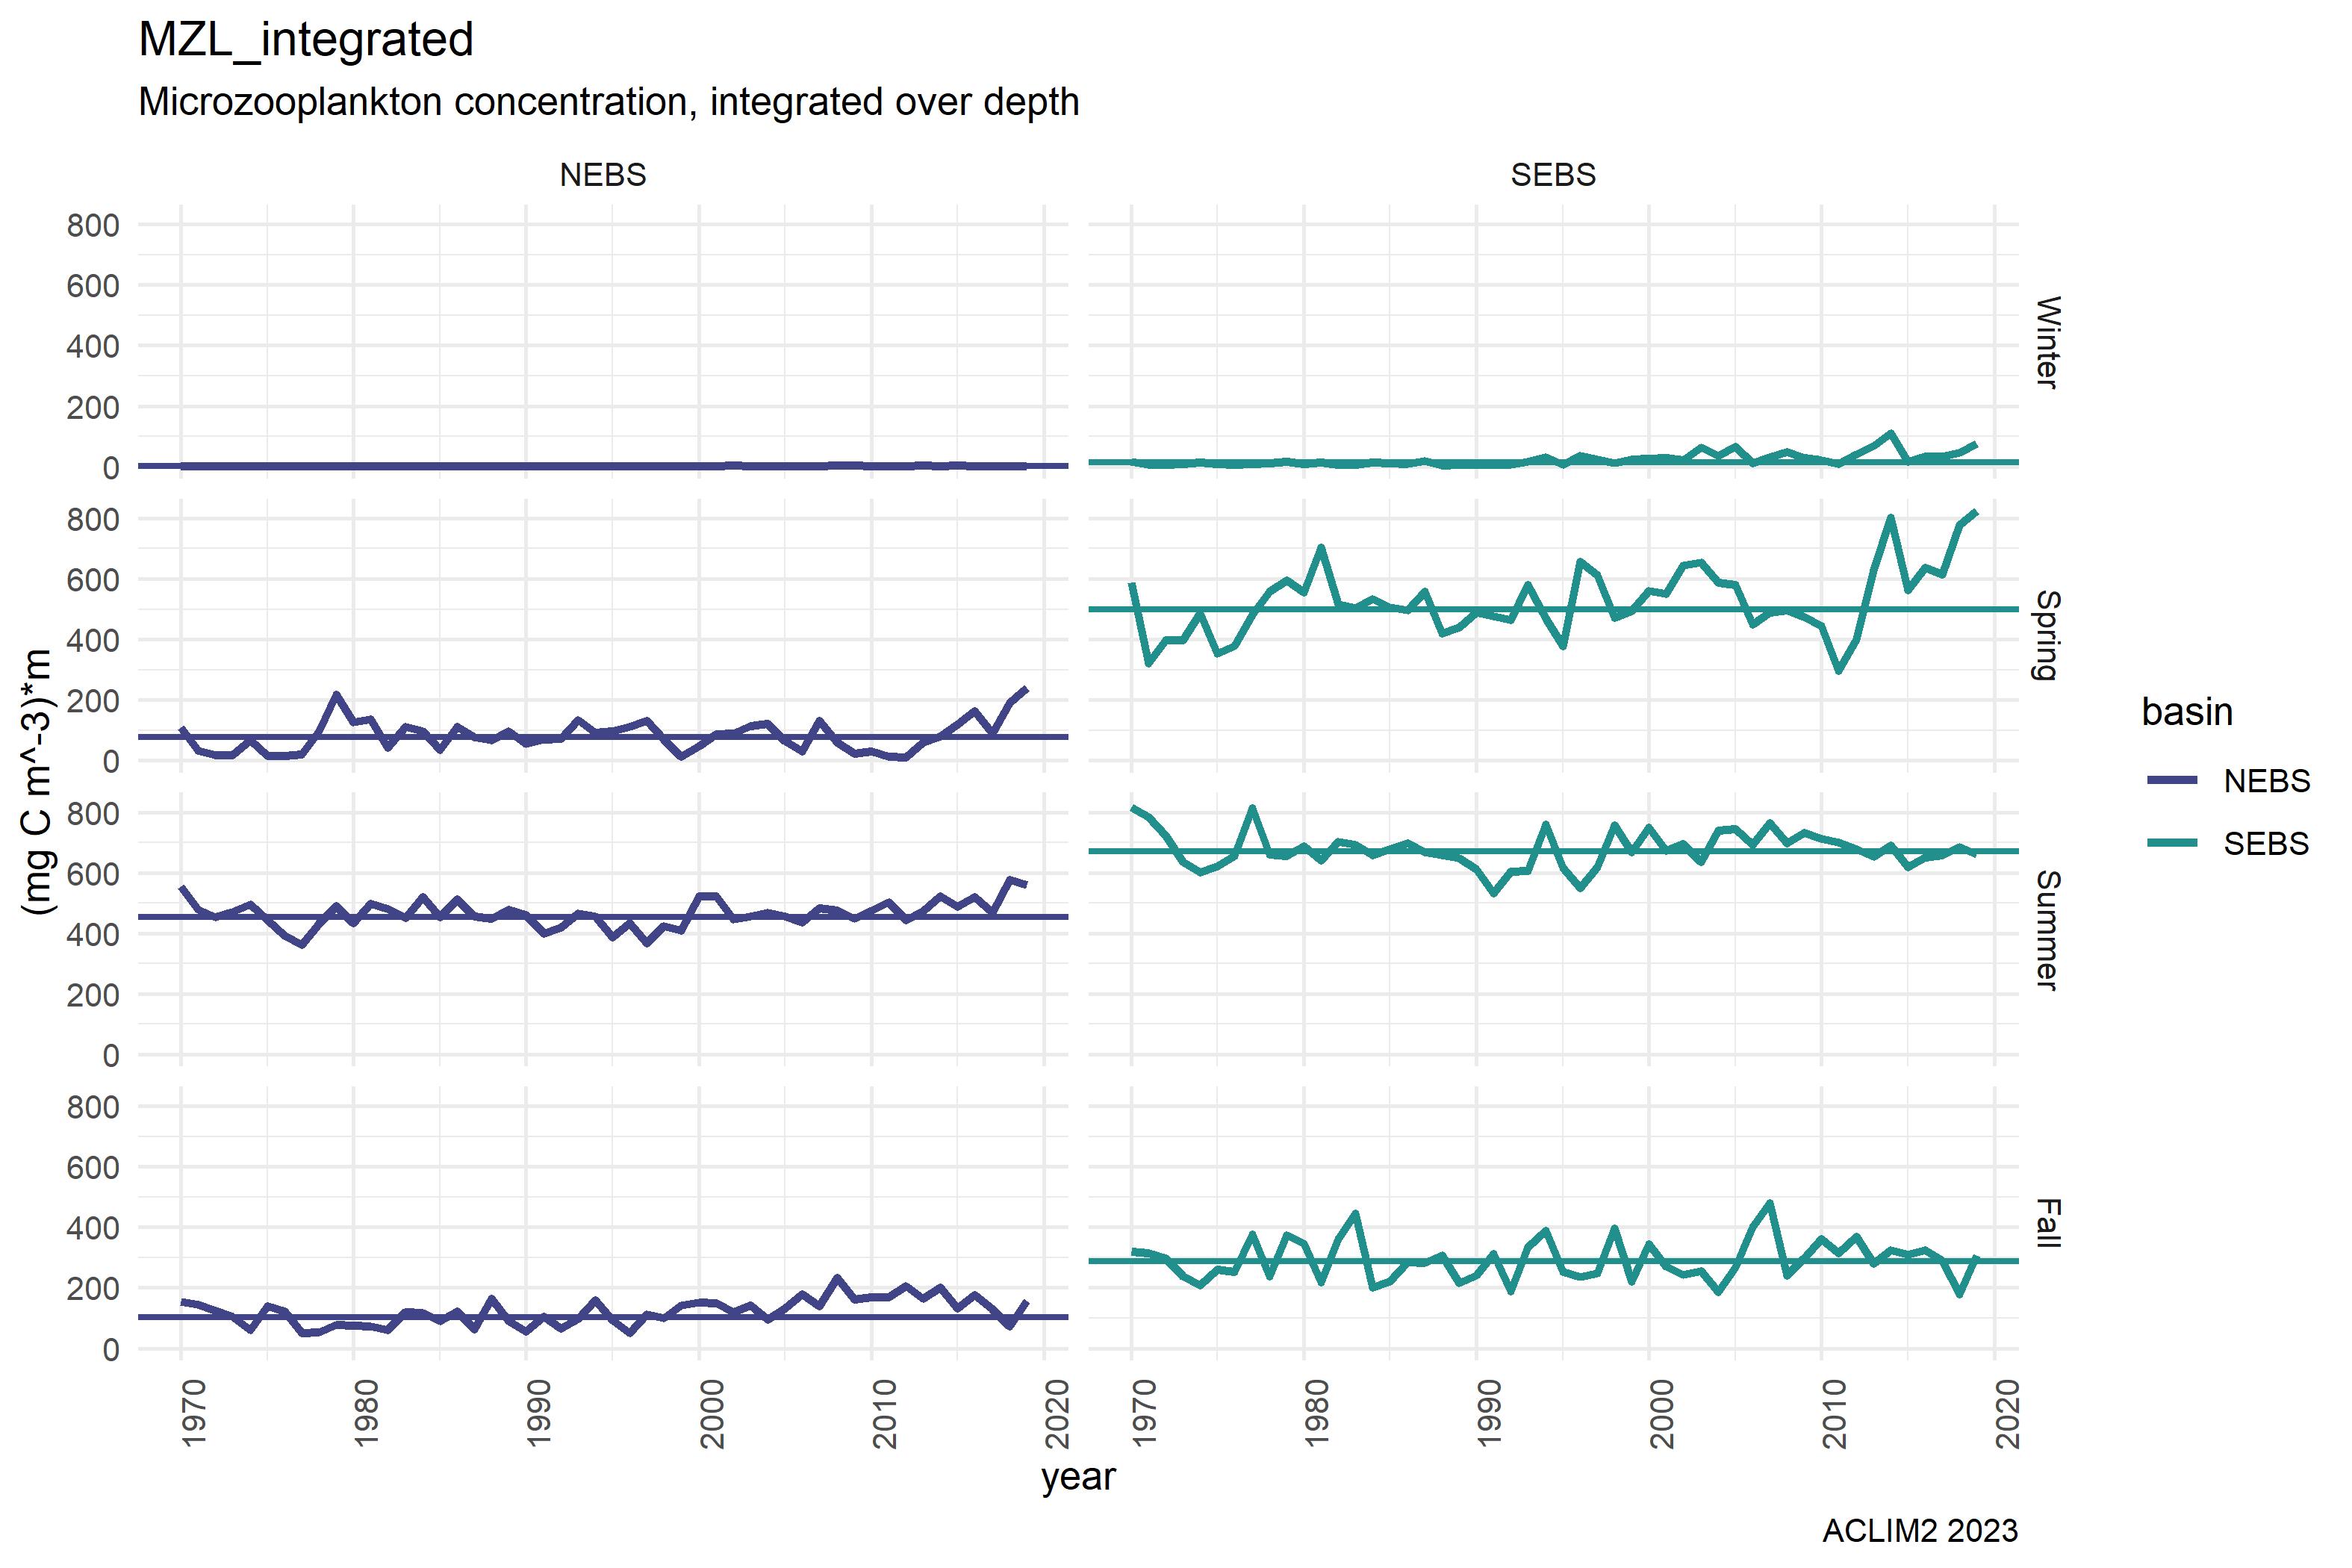 MZL_integrated
Microzooplankton concentration, integrated over depth
NEBS
SEBS
800
600
400
200
0
Winter
800
600
400
200
0
Spring
800
600
400
200
0
Summer
800
600
400
200
0
Fall
(mg C m^-3)*m
1970
1980
1990
2000
2010
2020
1970
1980
1990
2000
2010
2020
year
basin
NEBS
SEBS
ACLIM2 2023